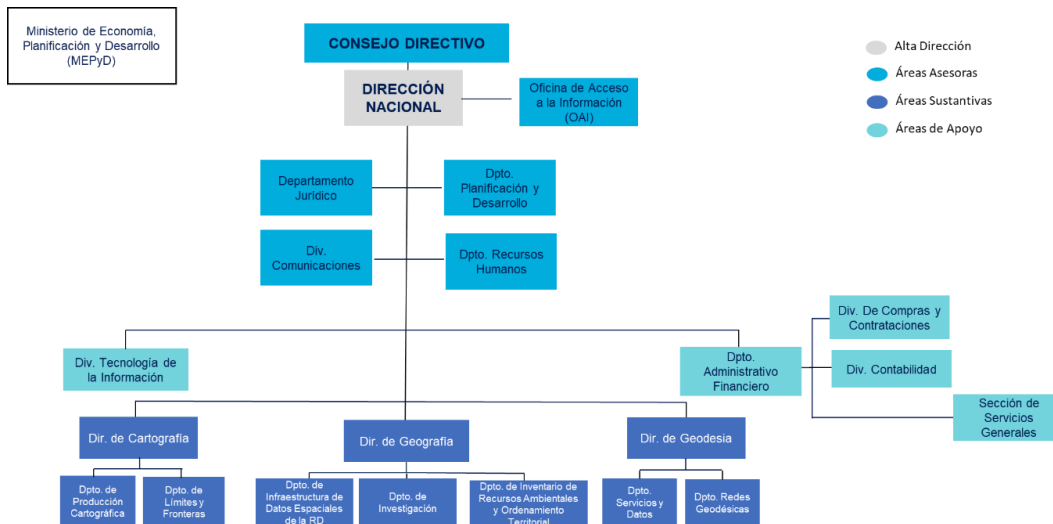 Ministerio de Economía,
Planificación y Desarrollo
(MEPyD)
CONSEJO DIRECTIVO
DIRECCIÓN
NACIONAL
Oficina de Acceso
a la Información
(OAI)
Alta Dirección
Áreas Asesoras
Áreas Sustantivas
Áreas de Apoyo
Departamento
Jurídico
Dpto.
Planificación y
Desarrollo
Div.
Comunicaciones
Dpto. Recursos
Humanos
Div. De Compras y
Contrataciones
Div. Tecnología de
la Información
Dpto.
Administrativo
Financiero
Div. Contabilidad
Sección de
Servicios
Generales
Dir. de Cartografía
Dir. de Geografía
Dir. de Geodesia
Dpto. de
Producción
Cartográfica
Dpto. de
Límites y
Fronteras
Dpto. de
Infraestructura de
Datos Espaciales
de la RD
Dpto. de
Investigación
Dpto. de Inventario de
Recursos Ambientales
y Ordenamiento
Territorial
Dpto.
Servicios y
Datos
Dpto. Redes
Geodésicas